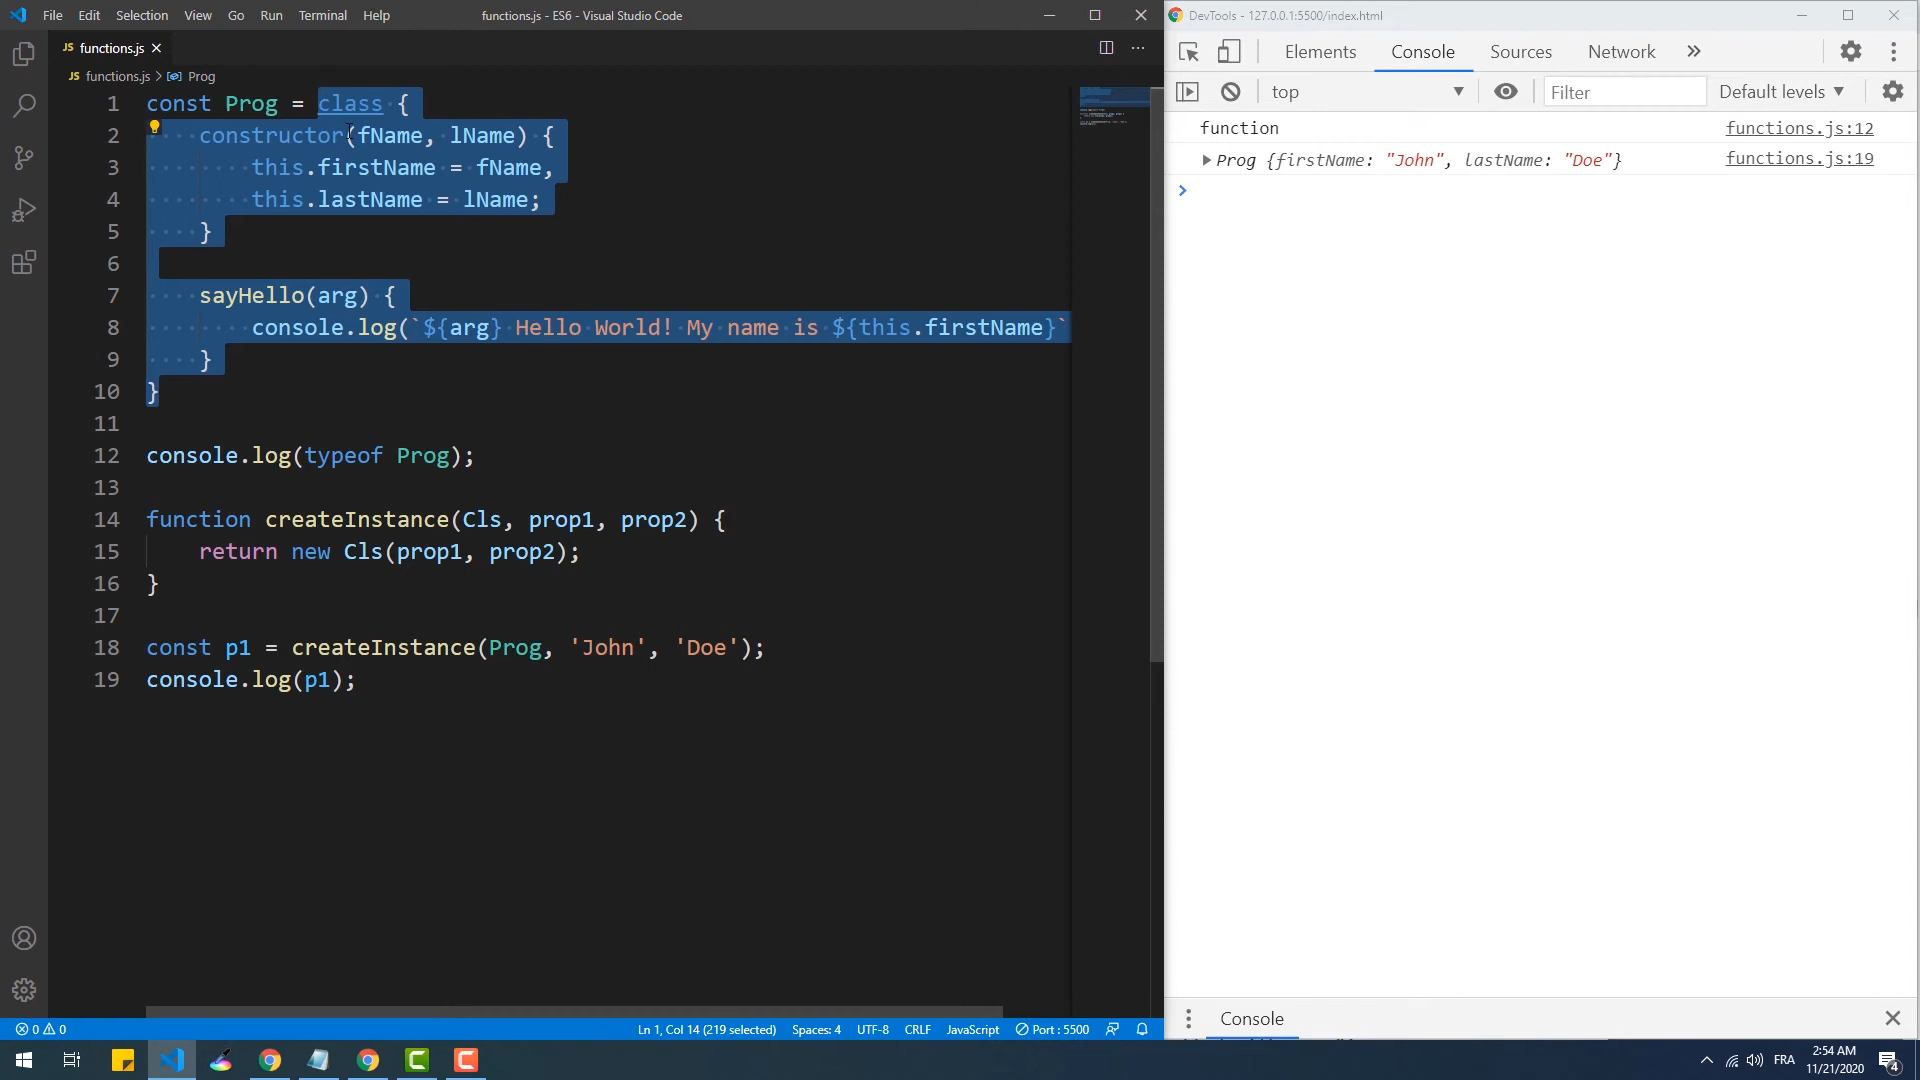 File Edit Selection View Go Run Terminal Help functions.js - ES6 - Visual Studio Code
JS functions.js
JS functions.js > Prog
1 const Prog = class {
2 constructor(fName, lName) {
3 this.firstName = fName,
4 this.lastName = lName;
5 }
6
7 sayHello(arg) {
8 console.log(`${arg} Hello World! My name is ${this.firstName}`
9 }
10 }
11
12 console.log(typeof Prog);
13
14 function createInstance(Cls, prop1, prop2) {
15 return new Cls(prop1, prop2);
16 }
17
18 const p1 = createInstance(Prog, 'John', 'Doe');
19 console.log(p1);
0 0 Ln 1, Col 14 (219 selected) Spaces: 4 UTF-8 CRLF JavaScript Port : 5500
DevTools - 127.0.0.1:5500/index.html
Elements Console Sources Network
top Filter Default levels
function functions.js:12
Prog {firstName: "John", lastName: "Doe"} functions.js:19
Console
FRA 2:54 AM
11/21/2020 4